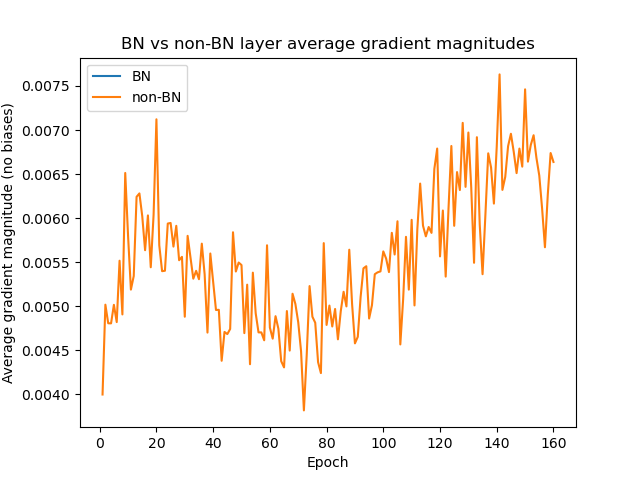 BN vs non-BN layer average gradient magnitudes
BN
non-BN
Average gradient magnitude (no biases)
0.0075
0.0070
0.0065
0.0060
0.0055
0.0050
0.0045
0.0040
0 20 40 60 80 100 120 140 160
Epoch